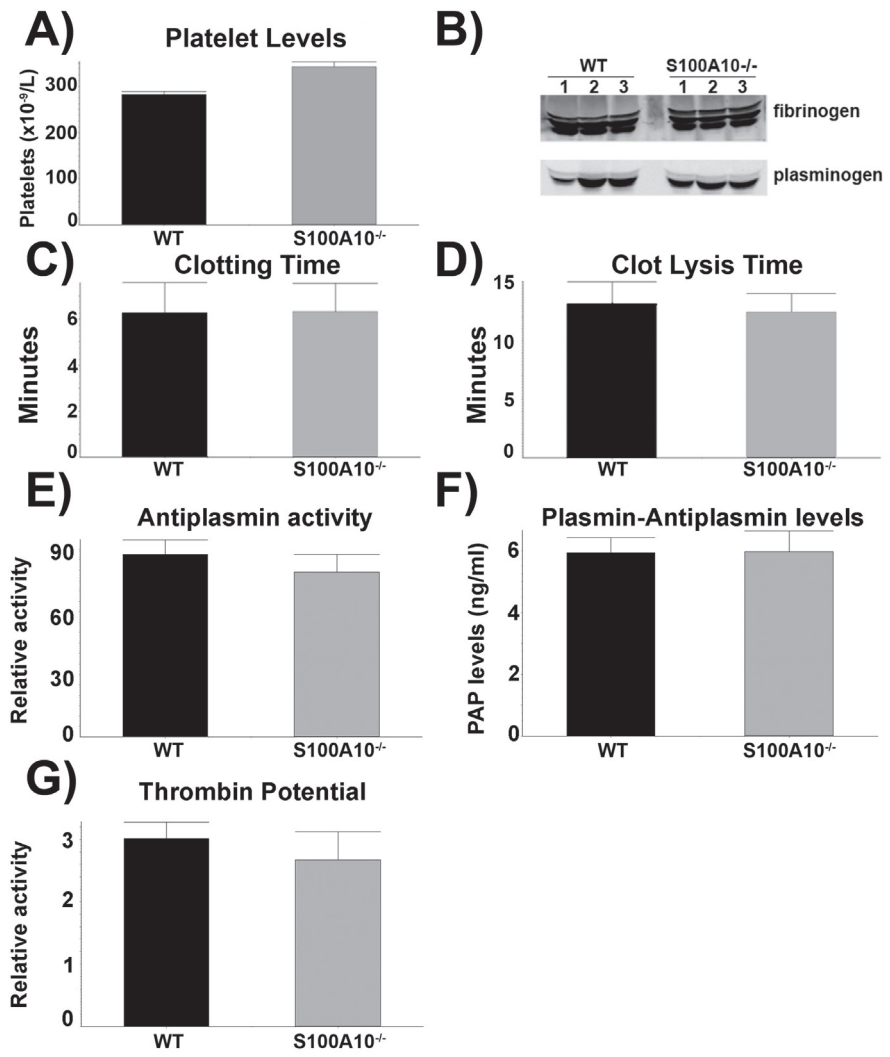 A)
Platelet Levels
Platelets (x10⁻⁹/L)
300
200
100
0
WT
S100A10⁻/⁻
B)
WT
S100A10-/-
1 2 3
1 2 3
fibrinogen
plasminogen
C)
Clotting Time
Minutes
6
4
2
0
WT
S100A10⁻/⁻
D)
Clot Lysis Time
Minutes
15
10
5
0
WT
S100A10⁻/⁻
E)
Antiplasmin activity
Relative activity
90
60
30
0
WT
S100A10⁻/⁻
F)
Plasmin-Antiplasmin levels
PAP levels (ng/ml)
6
4
2
0
WT
S100A10⁻/⁻
G)
Thrombin Potential
Relative activity
3
2
1
0
WT
S100A10⁻/⁻